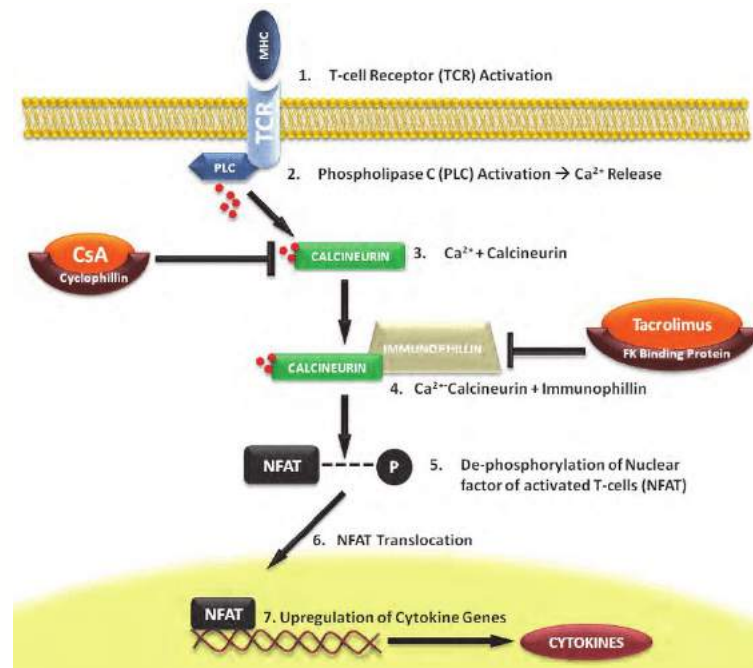 MHC
1. T-cell Receptor (TCR) Activation
TCR
PLC
2. Phospholipase C (PLC) Activation → Ca²⁺ Release
CsA
Cyclophillin
CALCINEURIN
3. Ca²⁺ + Calcineurin
Tacrolimus
FK Binding Protein
IMMUNOPHILLIN
CALCINEURIN
4. Ca²⁺-Calcineurin + Immunophillin
NFAT
P
5. De-phosphorylation of Nuclear
factor of activated T-cells (NFAT)
6. NFAT Translocation
NFAT
7. Upregulation of Cytokine Genes
CYTOKINES